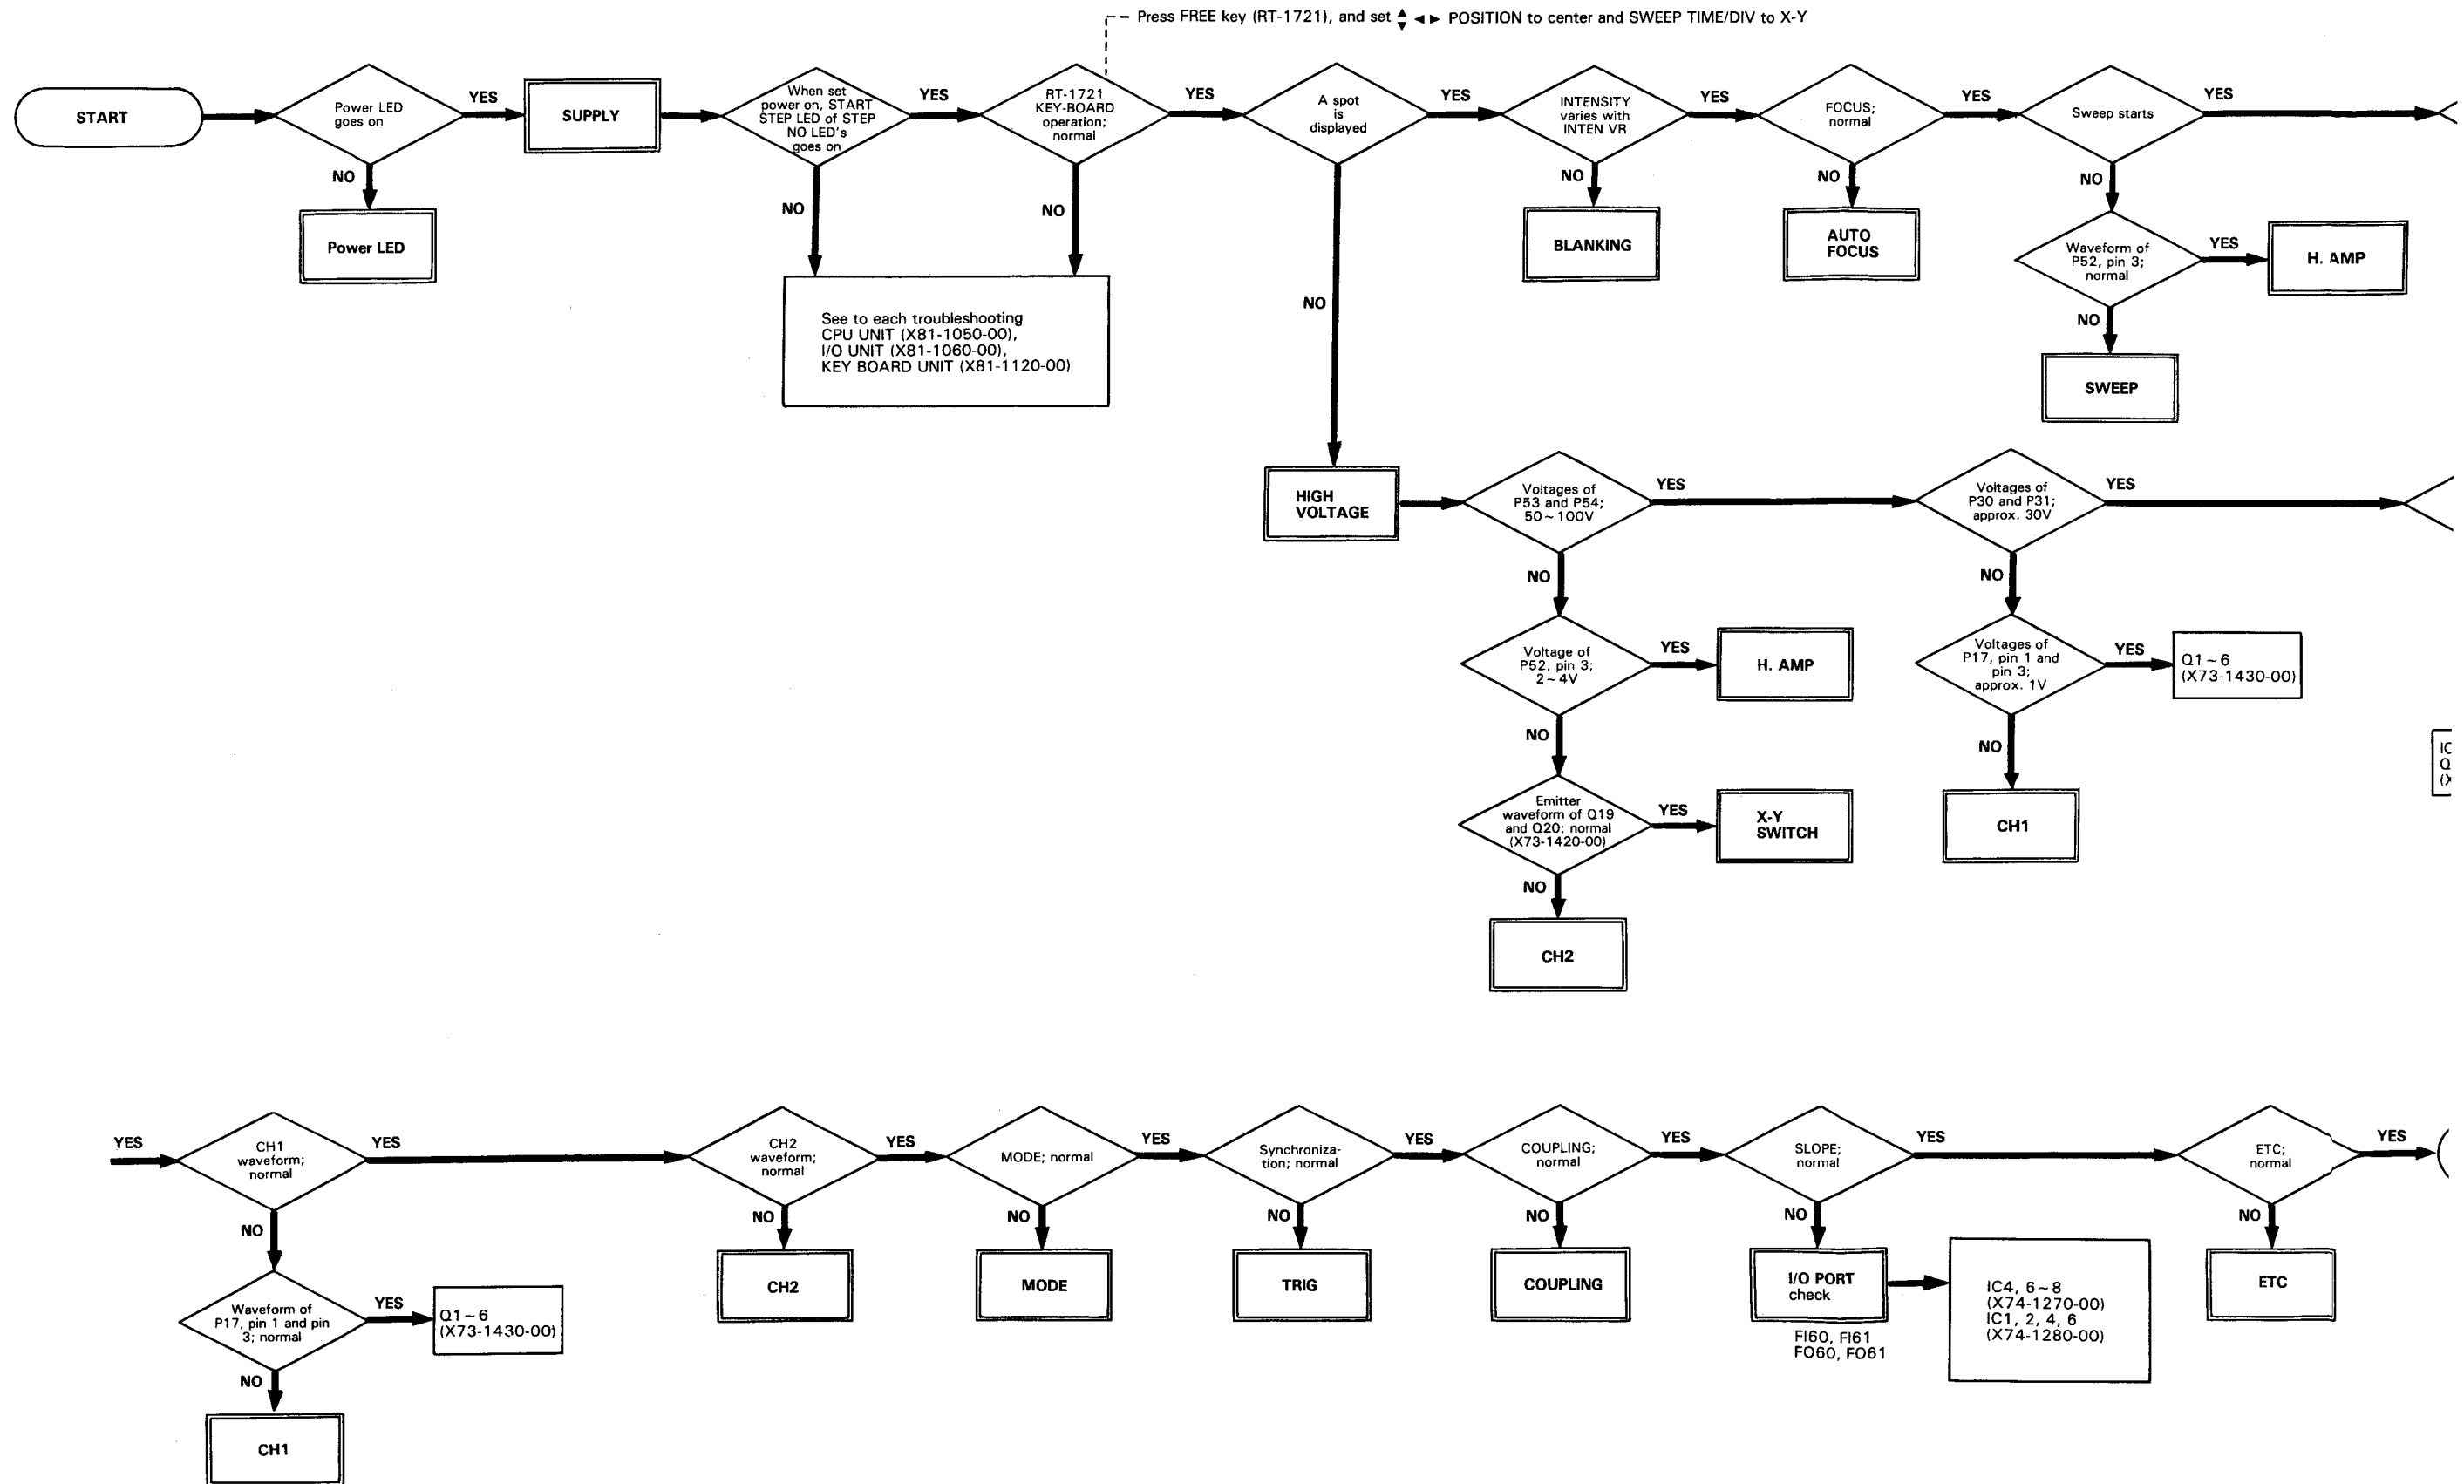 Press FREE key (RT-1721), and set ▲▼ ◄► POSITION to center and SWEEP TIME/DIV to X-Y
START
Power LED
goes on
YES
NO
Power LED
SUPPLY
When set
power on, START
STEP LED of STEP
NO LED's
goes on
YES
NO
RT-1721
KEY-BOARD
operation;
normal
YES
NO
See to each troubleshooting
CPU UNIT (X81-1050-00),
I/O UNIT (X81-1060-00),
KEY BOARD UNIT (X81-1120-00)
A spot
is
displayed
YES
NO
INTENSITY
varies with
INTEN VR
YES
NO
BLANKING
FOCUS;
normal
YES
NO
AUTO
FOCUS
Sweep starts
YES
NO
Waveform of
P52, pin 3;
normal
YES
H. AMP
NO
SWEEP
HIGH
VOLTAGE
Voltages of
P53 and P54;
50~100V
YES
NO
Voltage of
P52, pin 3;
2~4V
YES
H. AMP
NO
Emitter
waveform of Q19
and Q20; normal
(X73-1420-00)
YES
X-Y
SWITCH
NO
CH2
Voltages of
P30 and P31;
approx. 30V
YES
NO
Voltages of
P17, pin 1 and
pin 3;
approx. 1V
YES
Q1~6
(X73-1430-00)
NO
CH1
IC
Q
YES
CH1
waveform;
normal
YES
NO
Waveform of
P17, pin 1 and pin
3; normal
YES
Q1~6
(X73-1430-00)
NO
CH1
CH2
waveform;
normal
YES
NO
CH2
MODE; normal
YES
NO
MODE
Synchroniza-
tion; normal
YES
NO
TRIG
COUPLING;
normal
YES
NO
COUPLING
SLOPE;
normal
YES
NO
I/O PORT
check
FI60, FI61
FO60, FO61
IC4, 6~8
(X74-1270-00)
IC1, 2, 4, 6
(X74-1280-00)
ETC;
normal
YES
NO
ETC